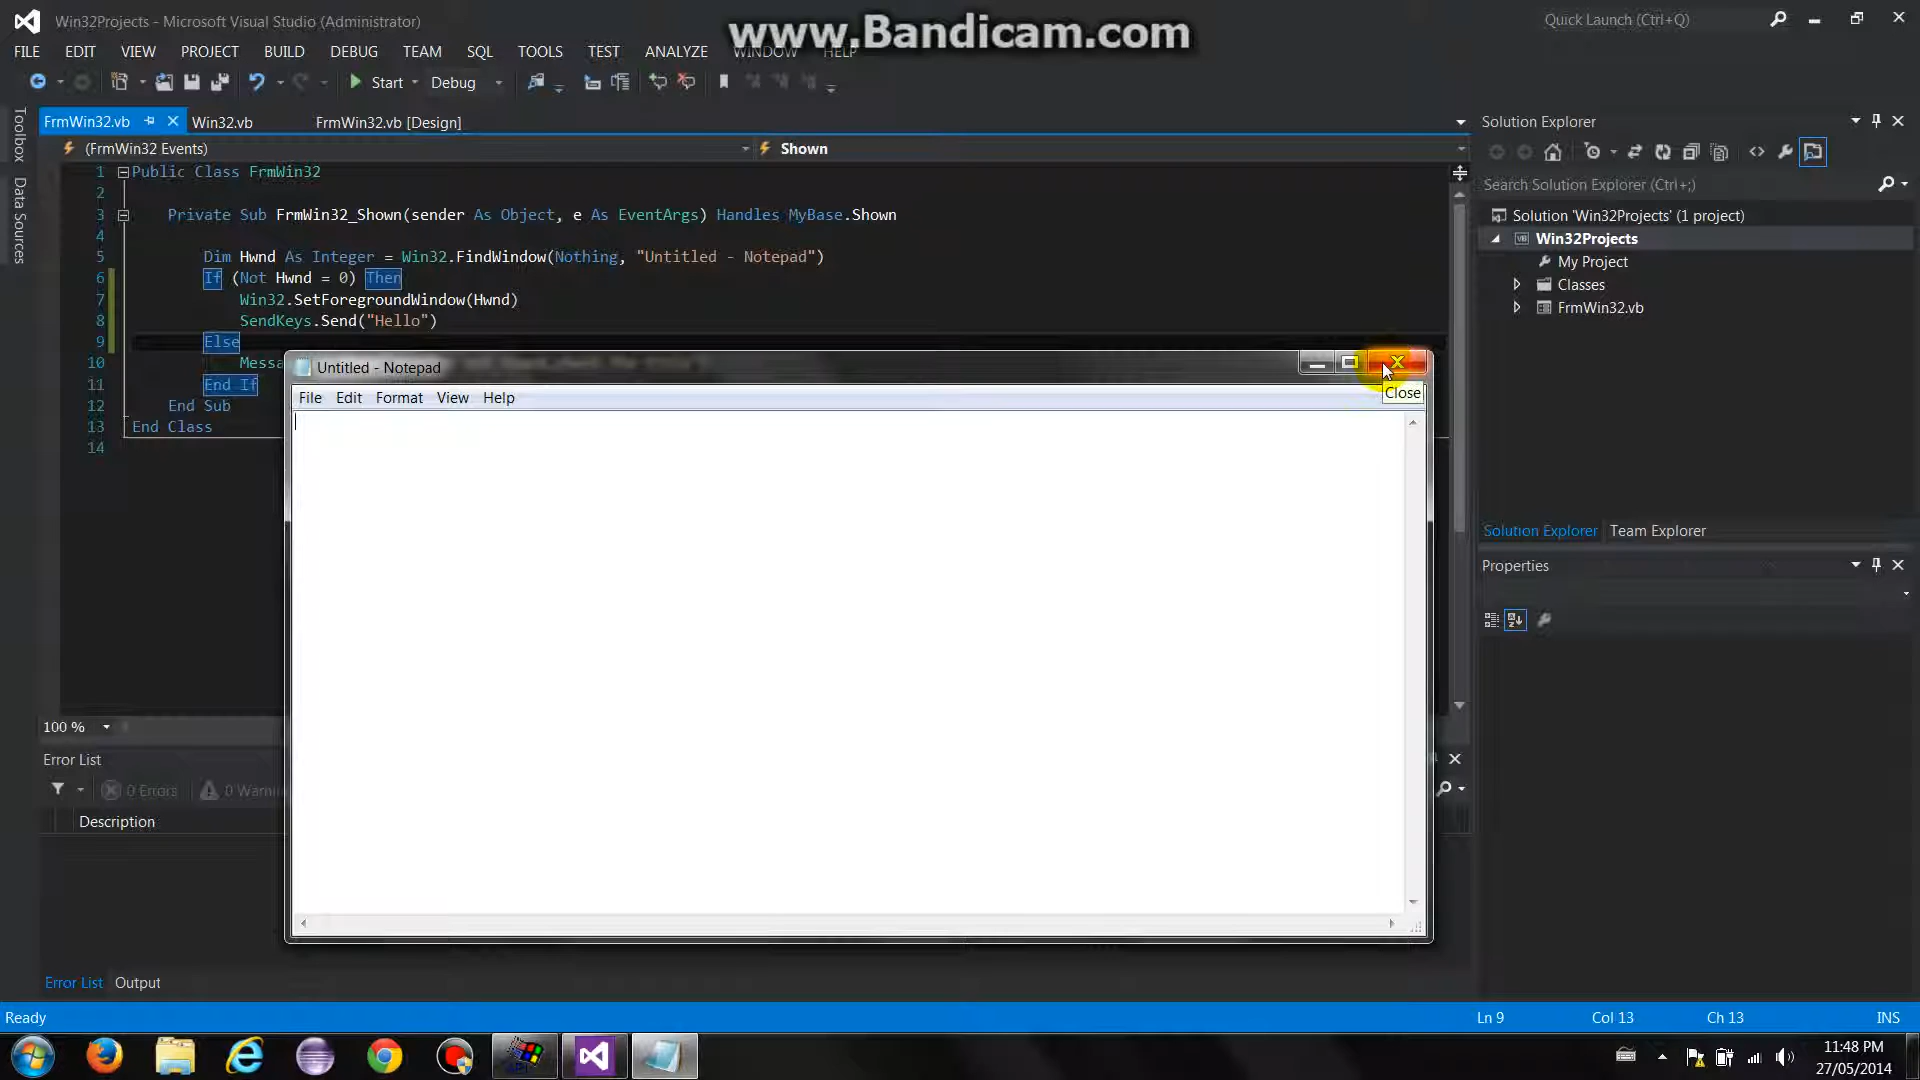 Win32Projects - Microsoft Visual Studio (Administrator)
www.Bandicam.com
Quick Launch (Ctrl+Q)
FILE EDIT VIEW PROJECT BUILD DEBUG TEAM SQL TOOLS TEST ANALYZE WINDOW HELP
Start Debug
Toolbox
Data Sources
FrmWin32.vb Win32.vb FrmWin32.vb [Design]
(FrmWin32 Events) Shown
1 Public Class FrmWin32
2
3 Private Sub FrmWin32_Shown(sender As Object, e As EventArgs) Handles MyBase.Shown
4
5 Dim Hwnd As Integer = Win32.FindWindow(Nothing, "Untitled - Notepad")
6 If (Not Hwnd = 0) Then
7 Win32.SetForegroundWindow(Hwnd)
8 SendKeys.Send("Hello")
9 Else
10 Messa
11 End If
12 End Sub
13 End Class
14
Untitled - Notepad
Close
File Edit Format View Help
100 %
Error List
0 Errors 0 Warnin
Description
Error List Output
Solution Explorer
Search Solution Explorer (Ctrl+;)
Solution 'Win32Projects' (1 project)
VB Win32Projects
My Project
Classes
FrmWin32.vb
Solution Explorer Team Explorer
Properties
Ready Ln 9 Col 13 Ch 13 INS
11:48 PM
27/05/2014